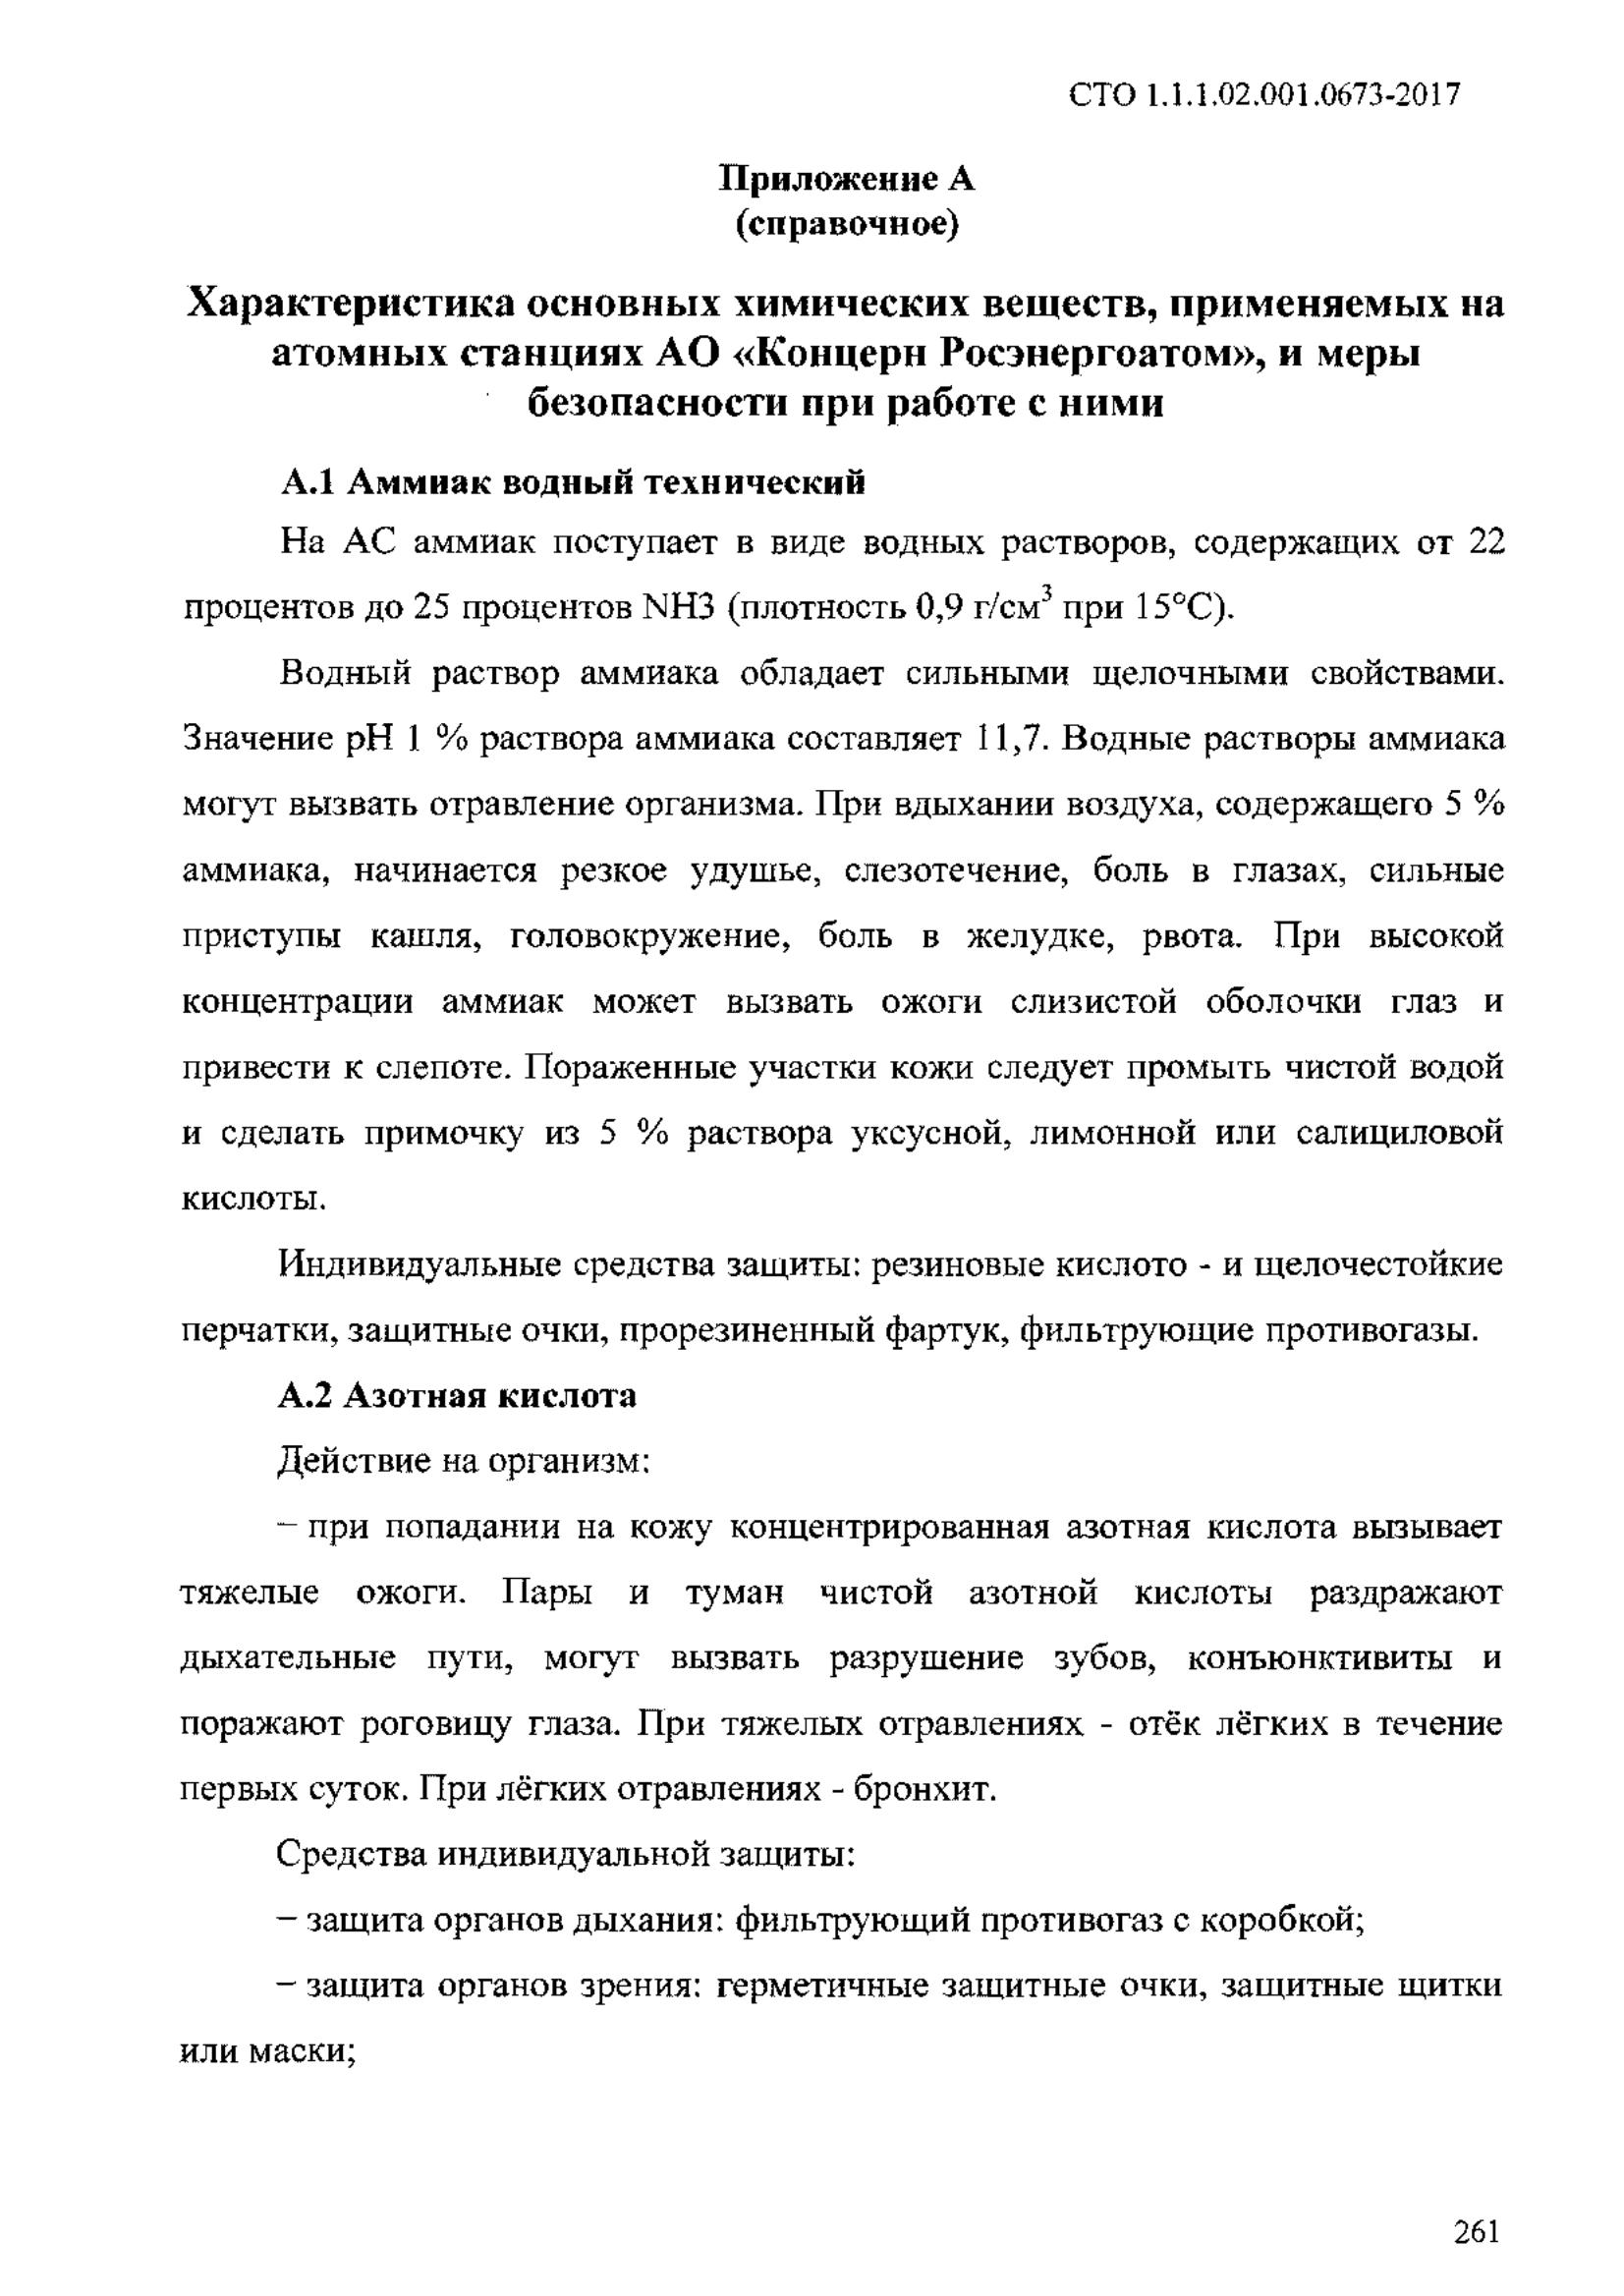 СТО 1.1.1.02.001.0673-2017
Приложение А
(справочное)
Характеристика основных химических веществ, применяемых на
атомных станциях АО «Концерн Росэнергоатом», и меры
безопасности при работе с ними
А.1 Аммиак водный технический
На АС аммиак поступает в виде водных растворов, содержащих от 22
процентов до 25 процентов NH3 (плотность 0,9 г/см³ при 15°С).
Водный раствор аммиака обладает сильными щелочными свойствами.
Значение pH 1 % раствора аммиака составляет 11,7. Водные растворы аммиака
могут вызвать отравление организма. При вдыхании воздуха, содержащего 5 %
аммиака, начинается резкое удушье, слезотечение, боль в глазах, сильные
приступы кашля, головокружение, боль в желудке, рвота. При высокой
концентрации аммиак может вызвать ожоги слизистой оболочки глаз и
привести к слепоте. Пораженные участки кожи следует промыть чистой водой
и сделать примочку из 5 % раствора уксусной, лимонной или салициловой
кислоты.
Индивидуальные средства защиты: резиновые кислото - и щелочестойкие
перчатки, защитные очки, прорезиненный фартук, фильтрующие противогазы.
А.2 Азотная кислота
Действие на организм:
– при попадании на кожу концентрированная азотная кислота вызывает
тяжелые ожоги. Пары и туман чистой азотной кислоты раздражают
дыхательные пути, могут вызвать разрушение зубов, конъюнктивиты и
поражают роговицу глаза. При тяжелых отравлениях - отёк лёгких в течение
первых суток. При лёгких отравлениях - бронхит.
Средства индивидуальной защиты:
– защита органов дыхания: фильтрующий противогаз с коробкой;
– защита органов зрения: герметичные защитные очки, защитные щитки
или маски;
261